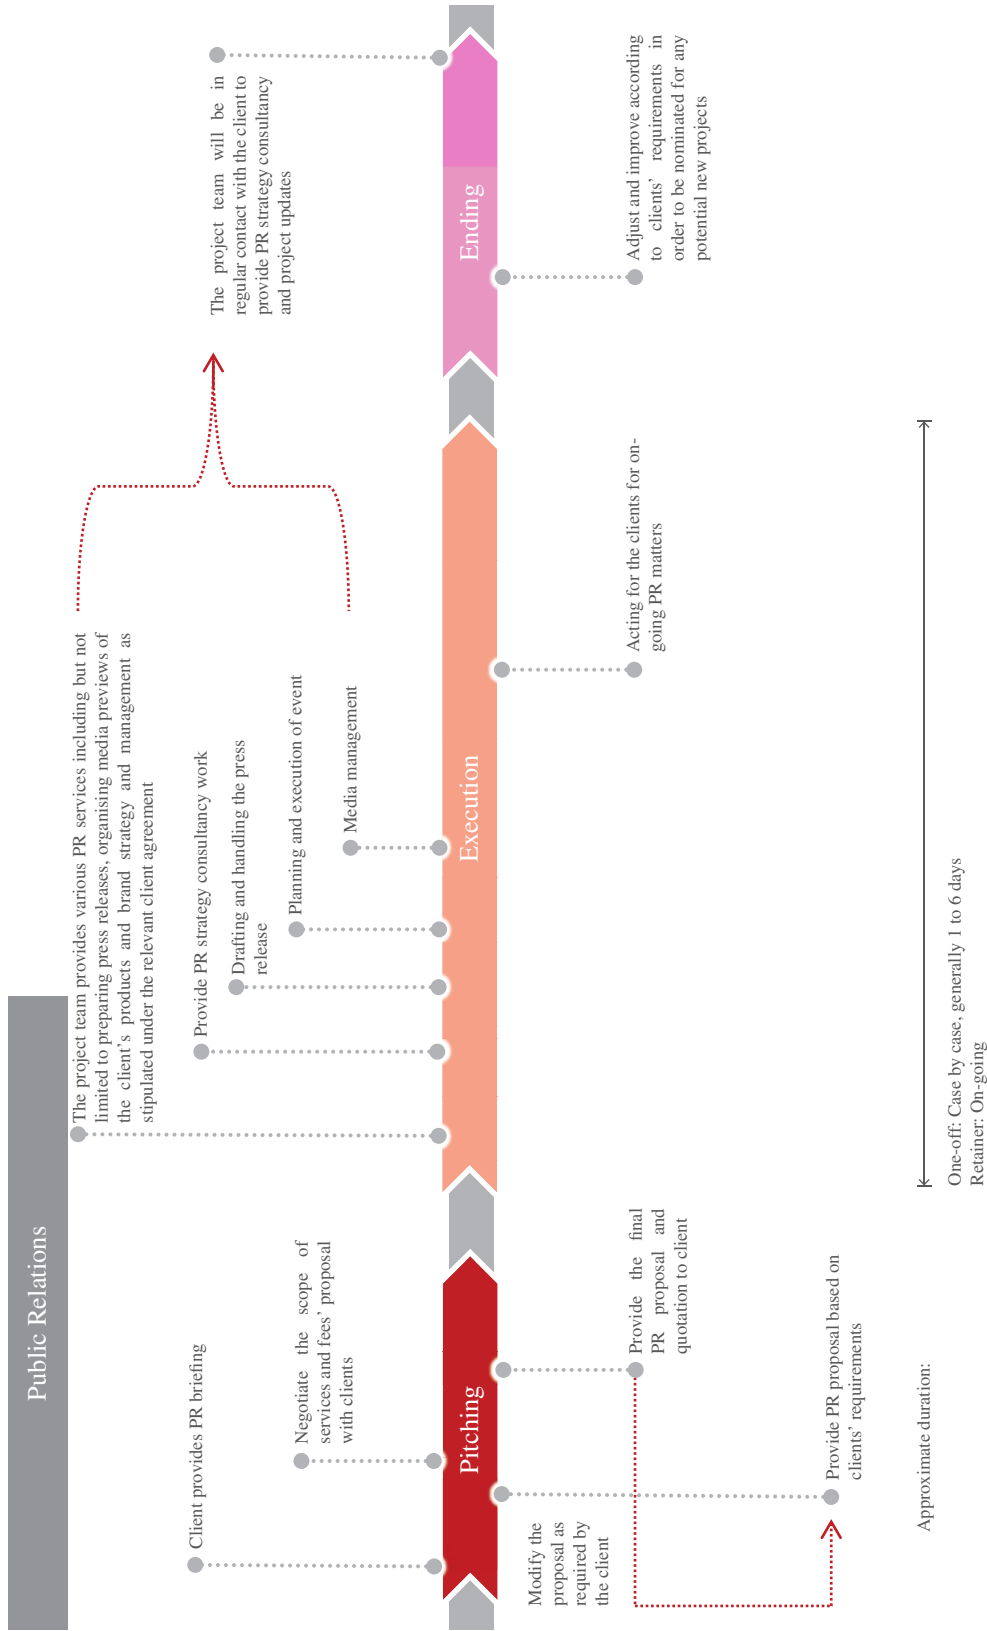 Public Relations
Client provides PR briefing
Negotiate the scope of
services and fees' proposal
with clients
The project team provides various PR services including but not
limited to preparing press releases, organising media previews of
the client's products and brand strategy and management as
stipulated under the relevant client agreement
Provide PR strategy consultancy work
Drafting and handling the press
release
Planning and execution of event
Media management
The project team will be in
regular contact with the client to
provide PR strategy consultancy
and project updates
Pitching
Execution
Ending
Modify the
proposal as
required by
the client
Provide the final
PR proposal and
quotation to client
Provide PR proposal based on
clients' requirements
Acting for the clients for on-
going PR matters
Adjust and improve according
to clients' requirements in
order to be nominated for any
potential new projects
Approximate duration:
One-off: Case by case, generally 1 to 6 days
Retainer: On-going